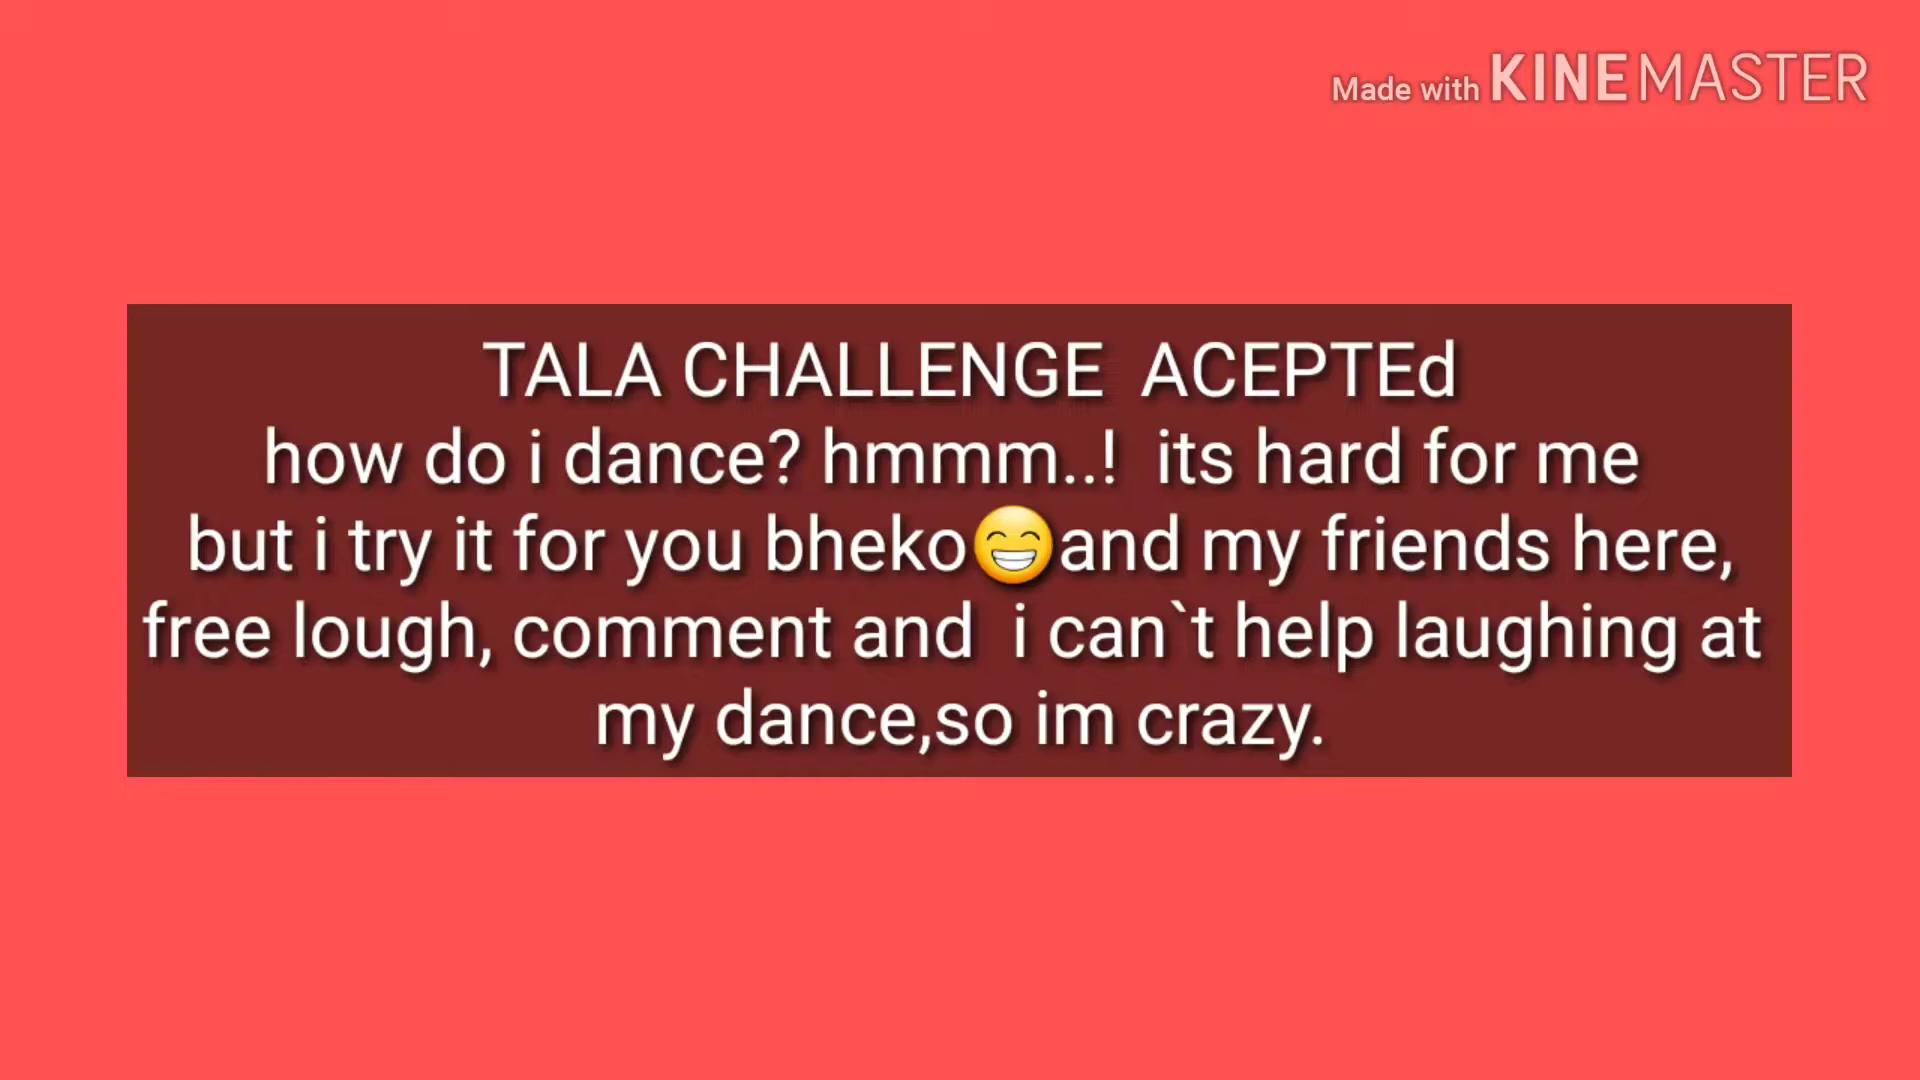 Made with KINEMASTER
TALA CHALLENGE  ACEPTEd
how do i dance? hmmm..!  its hard for me
but i try it for you bheko😁and my friends here,
free lough, comment and  i can`t help laughing at
my dance,so im crazy.